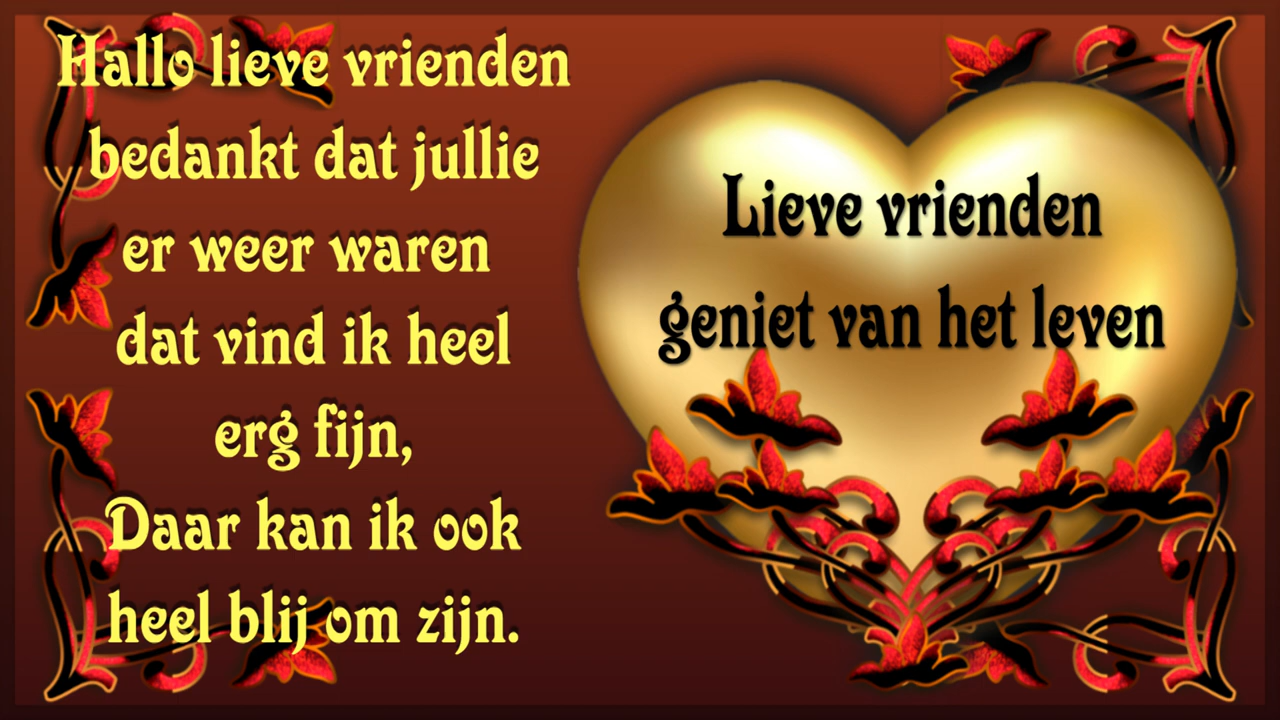 Hallo lieve vrienden
bedankt dat jullie
er weer waren
dat vind ik heel
erg fijn,
Daar kan ik ook
heel blij om zijn.
Lieve vrienden
geniet van het leven